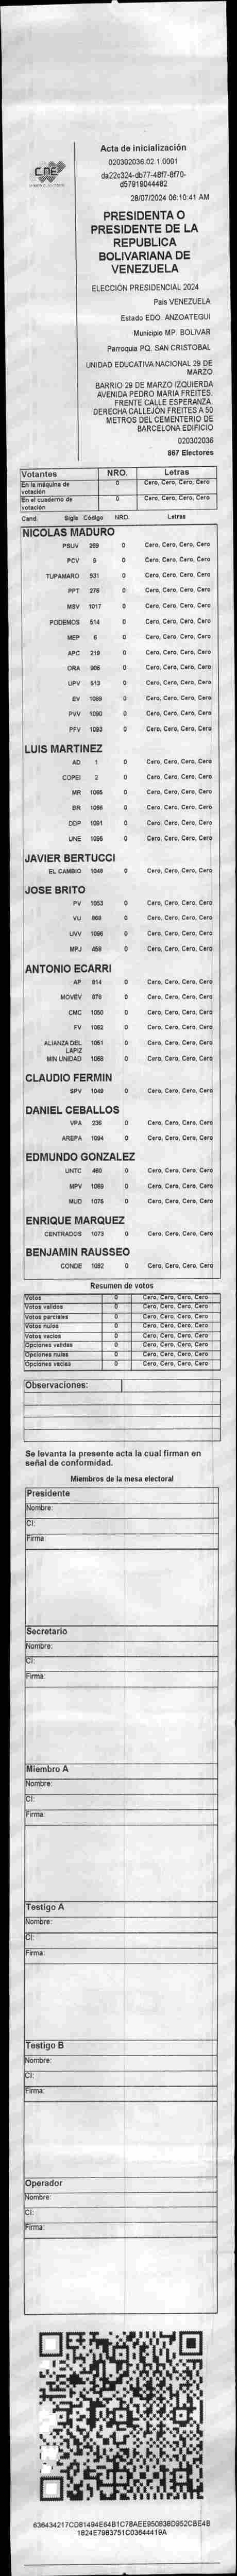 Acta de inicialización
020302036.02.1.0001
da22c324-db77-48f7-8f70-
d57919044482
28/07/2024 06:10:41 AM
CNE
PRESIDENTA O
PRESIDENTE DE LA
REPUBLICA
BOLIVARIANA DE
VENEZUELA
ELECCIÓN PRESIDENCIAL 2024
Pais VENEZUELA
Estado EDO. ANZOATEGUI
Municipio MP. BOLIVAR
Parroquia PQ. SAN CRISTOBAL
UNIDAD EDUCATIVA NACIONAL 29 DE
MARZO
BARRIO 29 DE MARZO IZQUIERDA
AVENIDA PEDRO MARIA FREITES.
FRENTE CALLE ESPERANZA.
DERECHA CALLEJÓN FREITES A 50
METROS DEL CEMENTERIO DE
BARCELONA EDIFICIO
020302036
867 Electores
Votantes NRO. Letras
En la máquina de votación 0 Cero, Cero, Cero, Cero
En el cuaderno de votación 0 Cero, Cero, Cero, Cero
Cand. Sigla Código NRO. Letras
NICOLAS MADURO
PSUV 269 0 Cero, Cero, Cero, Cero
PCV 9 0 Cero, Cero, Cero, Cero
TUPAMARO 931 0 Cero, Cero, Cero, Cero
PPT 276 0 Cero, Cero, Cero, Cero
MSV 1017 0 Cero, Cero, Cero, Cero
PODEMOS 514 0 Cero, Cero, Cero, Cero
MEP 6 0 Cero, Cero, Cero, Cero
APC 219 0 Cero, Cero, Cero, Cero
ORA 906 0 Cero, Cero, Cero, Cero
UPV 513 0 Cero, Cero, Cero, Cero
EV 1089 0 Cero, Cero, Cero, Cero
PVV 1090 0 Cero, Cero, Cero, Cero
PFV 1093 0 Cero, Cero, Cero, Cero
LUIS MARTINEZ
AD 1 0 Cero, Cero, Cero, Cero
COPEI 2 0 Cero, Cero, Cero, Cero
MR 1065 0 Cero, Cero, Cero, Cero
BR 1066 0 Cero, Cero, Cero, Cero
DDP 1091 0 Cero, Cero, Cero, Cero
UNE 1095 0 Cero, Cero, Cero, Cero
JAVIER BERTUCCI
EL CAMBIO 1040 0 Cero, Cero, Cero, Cero
JOSE BRITO
PV 1053 0 Cero, Cero, Cero, Cero
VU 868 0 Cero, Cero, Cero, Cero
UVV 1096 0 Cero, Cero, Cero, Cero
MPJ 458 0 Cero, Cero, Cero, Cero
ANTONIO ECARRI
AP 914 0 Cero, Cero, Cero, Cero
MOVEV 879 0 Cero, Cero, Cero, Cero
CMC 1050 0 Cero, Cero, Cero, Cero
FV 1062 0 Cero, Cero, Cero, Cero
ALIANZA DEL LAPIZ 1051 0 Cero, Cero, Cero, Cero
MIN UNIDAD 1068 0 Cero, Cero, Cero, Cero
CLAUDIO FERMIN
SPV 1049 0 Cero, Cero, Cero, Cero
DANIEL CEBALLOS
VPA 236 0 Cero, Cero, Cero, Cero
AREPA 1094 0 Cero, Cero, Cero, Cero
EDMUNDO GONZALEZ
UNTC 460 0 Cero, Cero, Cero, Cero
MPV 1069 0 Cero, Cero, Cero, Cero
MUD 1076 0 Cero, Cero, Cero, Cero
ENRIQUE MARQUEZ
CENTRADOS 1073 0 Cero, Cero, Cero, Cero
BENJAMIN RAUSSEO
CONDE 1092 0 Cero, Cero, Cero, Cero
Resumen de votos
Votos 0 Cero, Cero, Cero, Cero
Votos validos 0 Cero, Cero, Cero, Cero
Votos parciales 0 Cero, Cero, Cero, Cero
Votos nulos 0 Cero, Cero, Cero, Cero
Votos vacios 0 Cero, Cero, Cero, Cero
Opciones validas 0 Cero, Cero, Cero, Cero
Opciones nulas 0 Cero, Cero, Cero, Cero
Opciones vacias 0 Cero, Cero, Cero, Cero
Observaciones:
Se levanta la presente acta la cual firman en
señal de conformidad.
Miembros de la mesa electoral
Presidente
Nombre:
CI:
Firma:
Secretario
Nombre:
CI:
Firma:
Miembro A
Nombre:
CI:
Firma:
Testigo A
Nombre:
CI:
Firma:
Testigo B
Nombre:
CI:
Firma:
Operador
Nombre:
CI:
Firma:
636434217CD81494E64B1C78AEE950838D952CBE4B
1824E7983751C03644419A